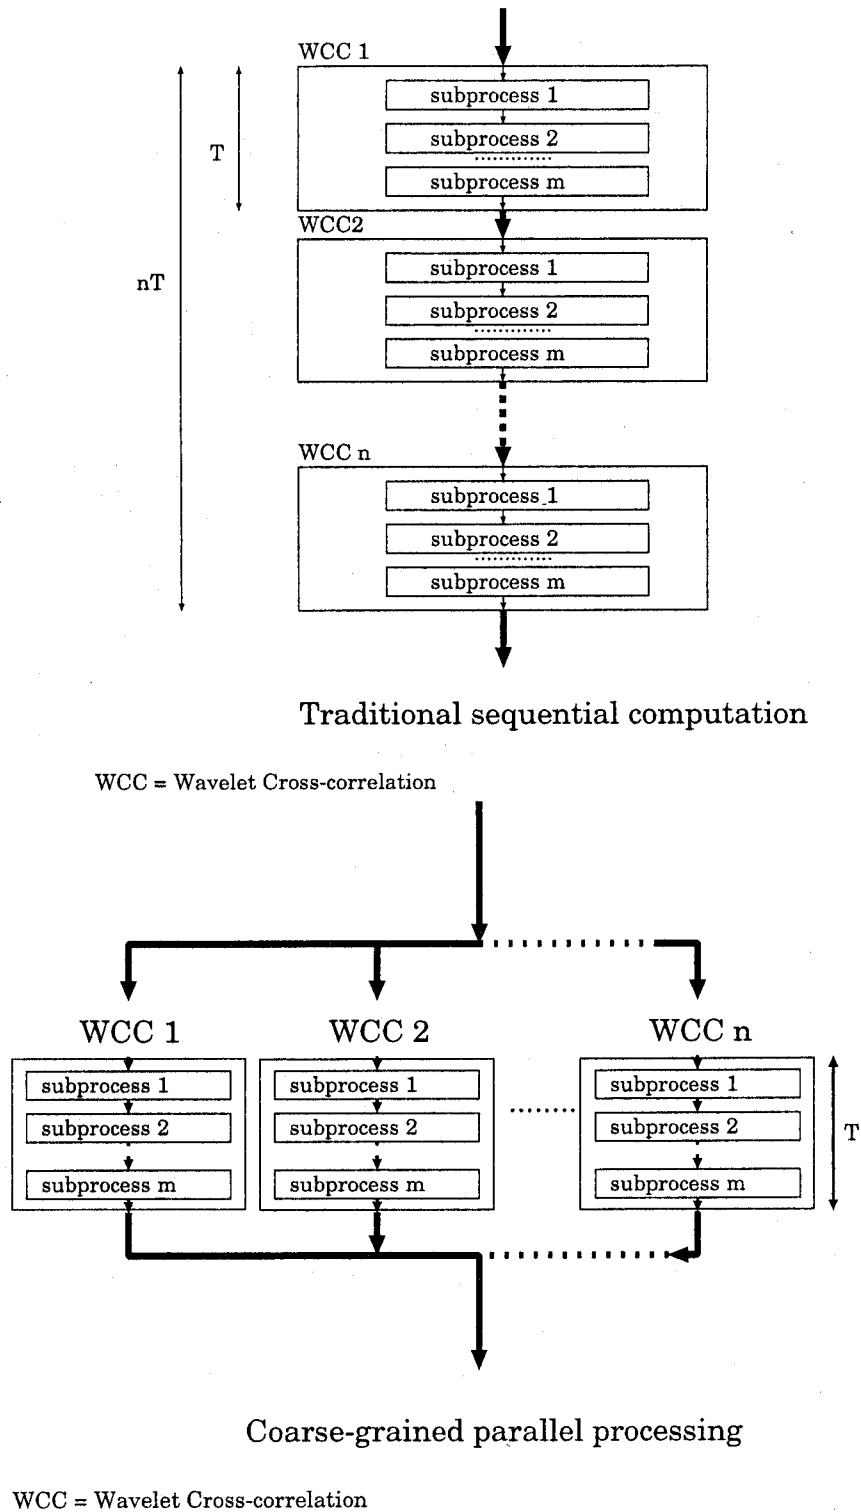 WCC 1
subprocess 1
subprocess 2
subprocess m
T
WCC2
subprocess 1
subprocess 2
subprocess m
nT
WCC n
subprocess 1
subprocess 2
subprocess m
Traditional sequential computation
WCC = Wavelet Cross-correlation
WCC 1
WCC 2
WCC n
subprocess 1
subprocess 2
subprocess m
subprocess 1
subprocess 2
subprocess m
subprocess 1
subprocess 2
subprocess m
T
Coarse-grained parallel processing
WCC = Wavelet Cross-correlation